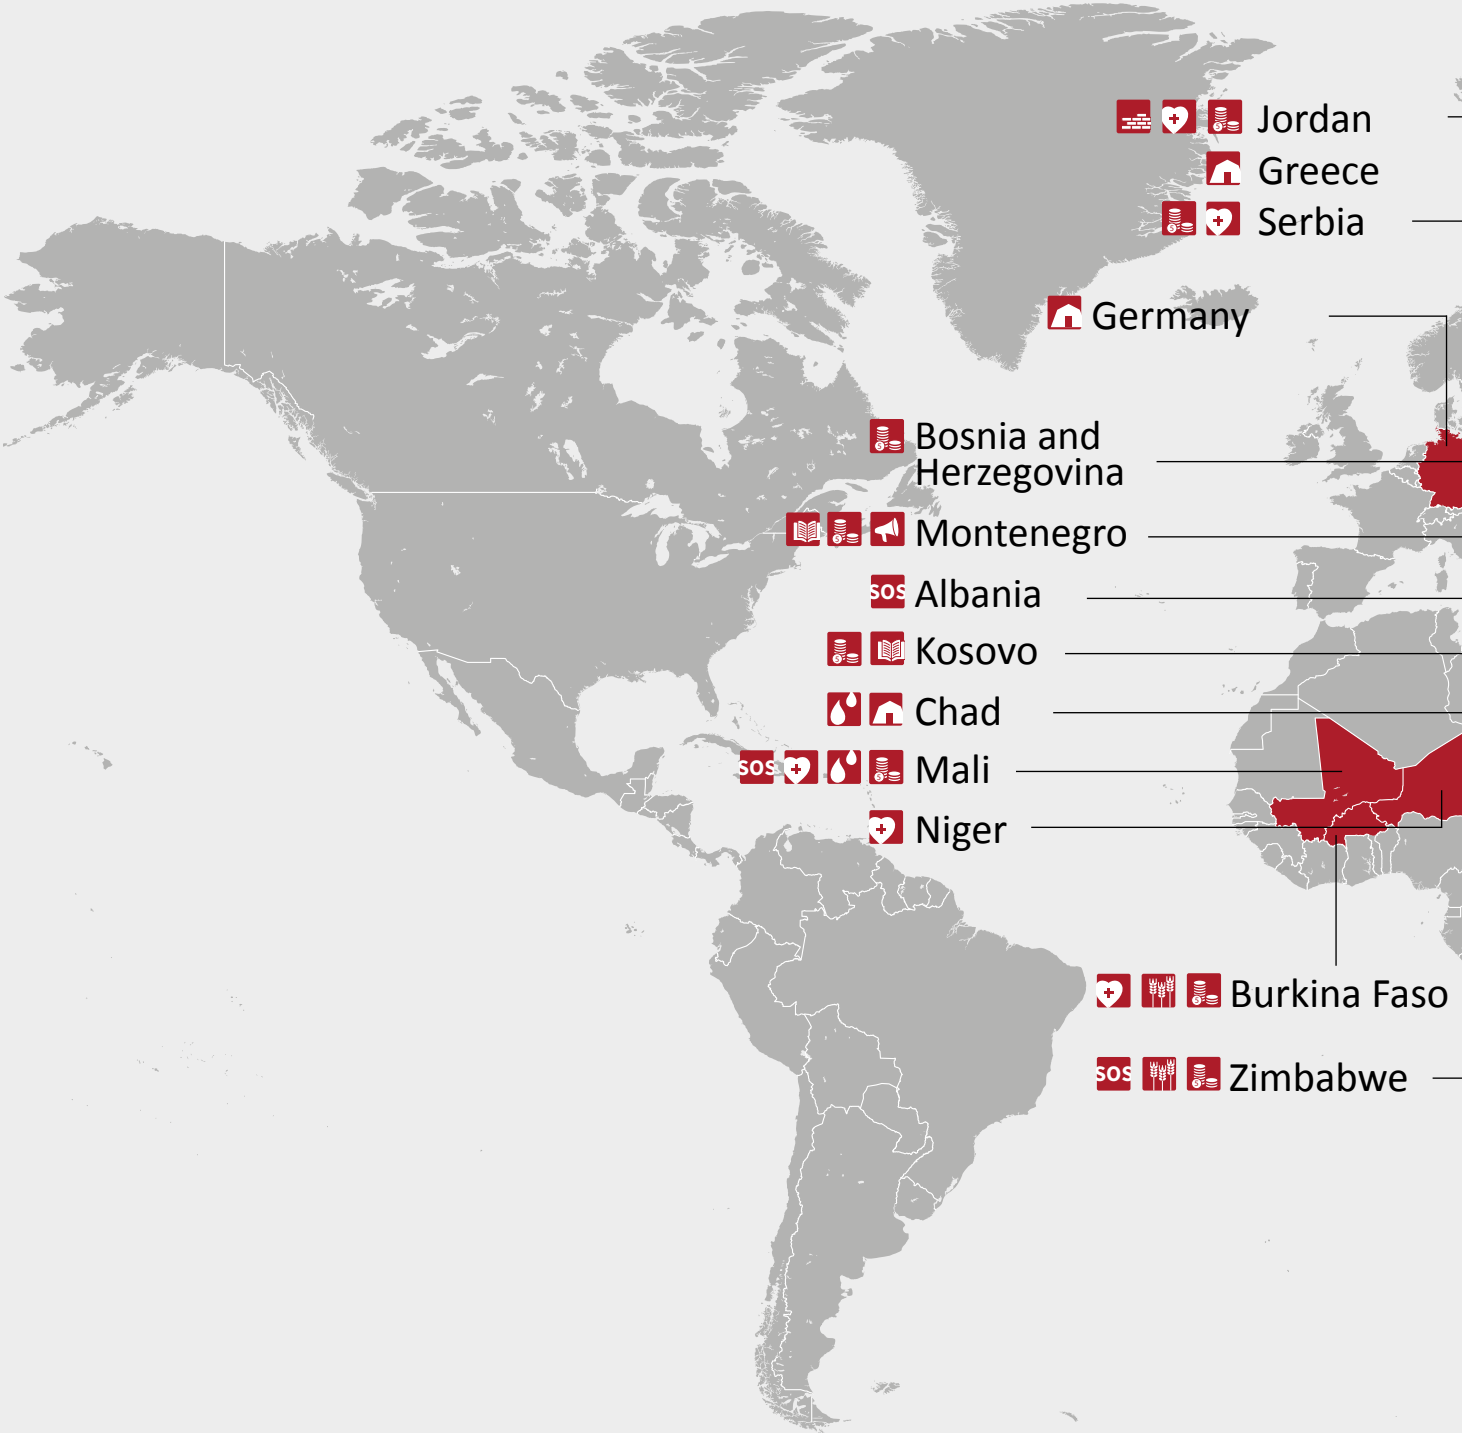 Jordan
Greece
Serbia
Germany
Bosnia and
Herzegovina
Montenegro
SOS Albania
Kosovo
Chad
SOS Mali
Niger
Burkina Faso
SOS Zimbabwe